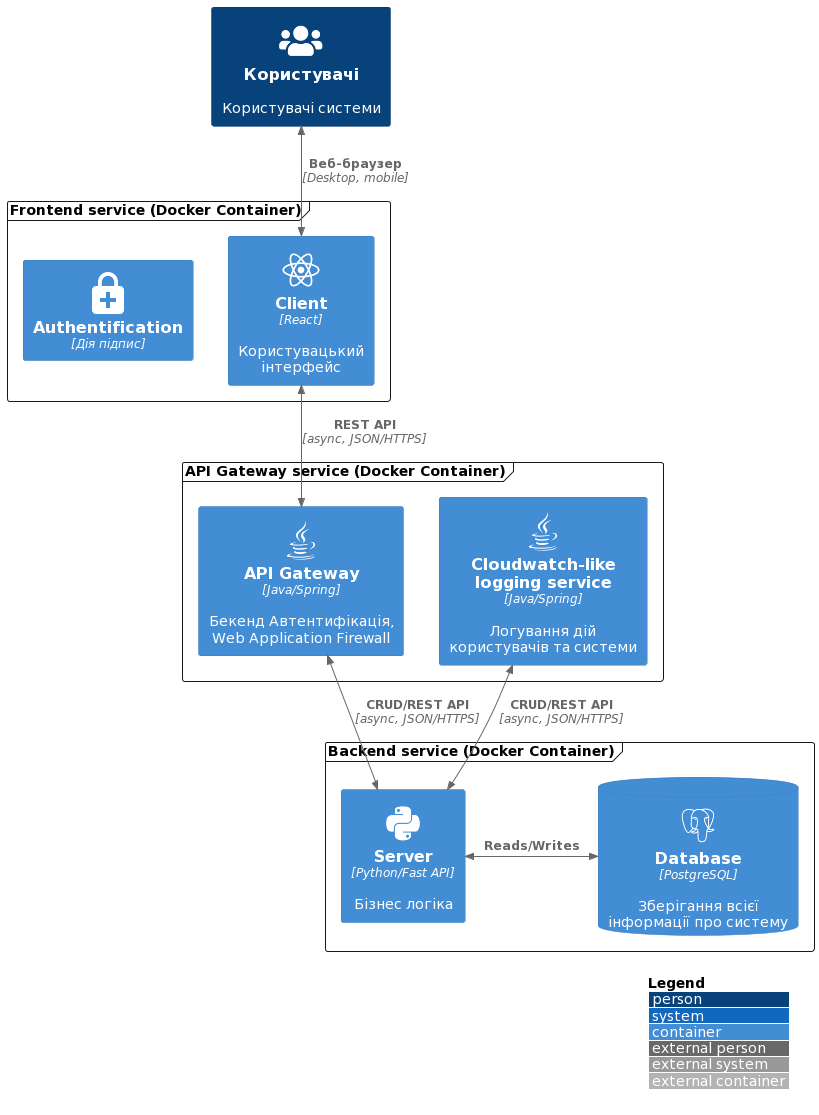 Користувачі
Користувачі системи
Веб-браузер
[Desktop, mobile]
Frontend service (Docker Container)
Authentification
[Дія підпис]
Client
[React]
Користувацький
інтерфейс
REST API
[async, JSON/HTTPS]
API Gateway service (Docker Container)
API Gateway
[Java/Spring]
Бекенд Автентифікація,
Web Application Firewall
Cloudwatch-like
logging service
[Java/Spring]
Логування дій
користувачів та системи
CRUD/REST API
[async, JSON/HTTPS]
CRUD/REST API
[async, JSON/HTTPS]
Backend service (Docker Container)
Server
[Python/Fast API]
Бізнес логіка
Reads/Writes
Database
[PostgreSQL]
Зберігання всієї
інформації про систему
Legend
person
system
container
external person
external system
external container